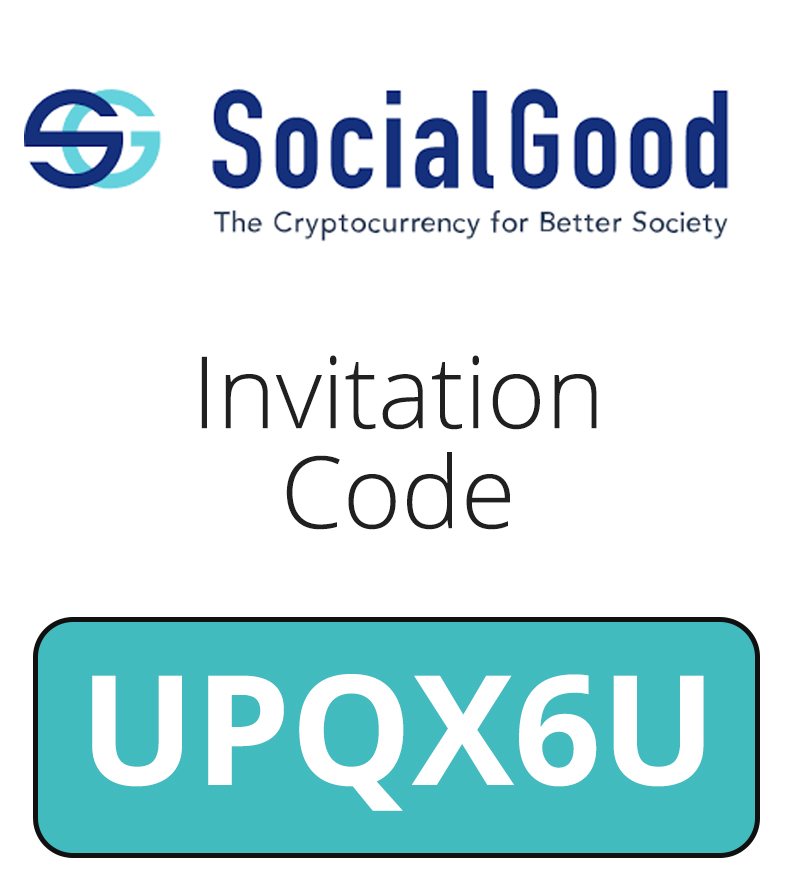 SG SocialGood
The Cryptocurrency for Better Society
Invitation
Code
UPQX6U